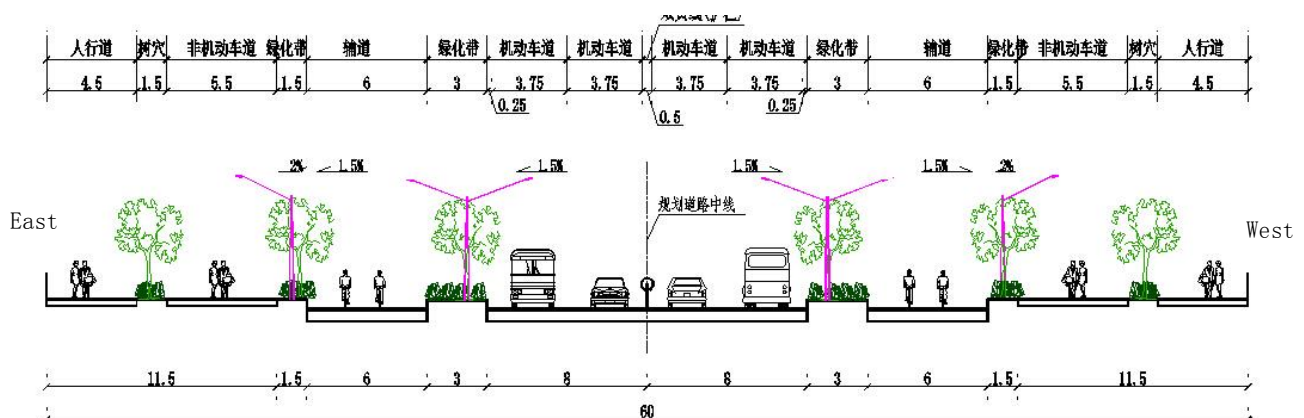 人行道 树穴 非机动车道 绿化带 辅道 绿化带 机动车道 机动车道 机动车道 机动车道 绿化带 辅道 绿化带 非机动车道 树穴 人行道
4.5 1.5 5.5 1.5 6 3 3.75 3.75 3.75 3.75 3 6 1.5 5.5 1.5 4.5
0.25 0.5 0.25
2% 1.5% 1.5% 1.5% 1.5% 2%
规划道路中线
East West
11.5 1.5 6 3 8 8 3 6 1.5 11.5
60